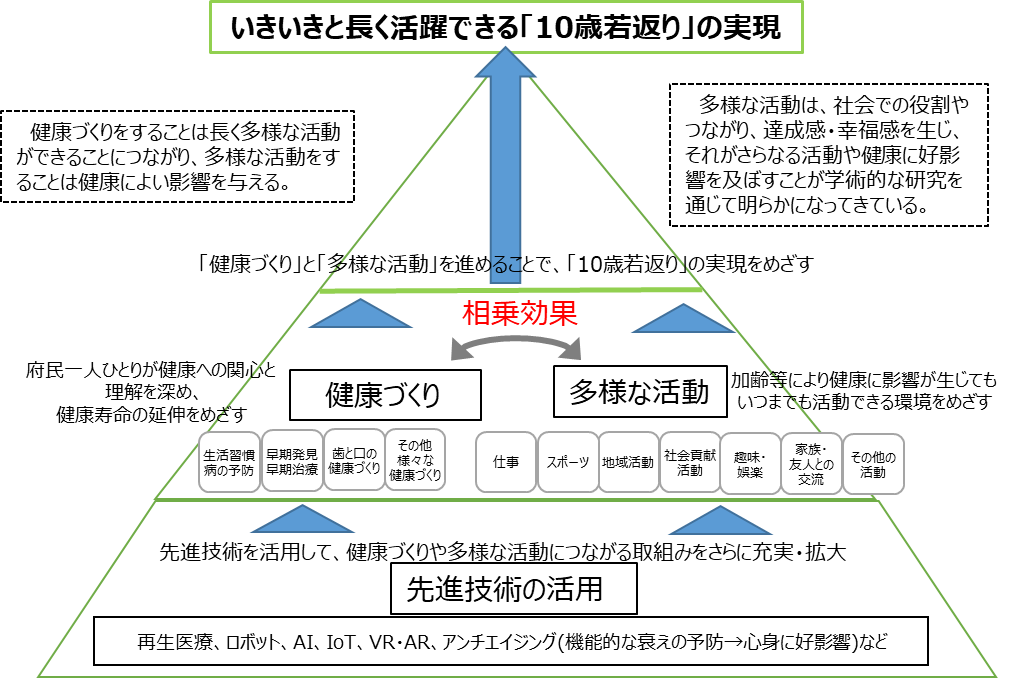 いきいきと長く活躍できる「10歳若返り」の実現
健康づくりをすることは長く多様な活動
ができることにつながり、多様な活動をす
ることは健康によい影響を与える。
多様な活動は、社会での役割や
つながり、達成感・幸福感を生じ、
それがさらなる活動や健康に好影
響を及ぼすことが学術的な研究を
通じて明らかになってきている。
「健康づくり」と「多様な活動」を進めることで、「10歳若返り」の実現をめざす
相乗効果
府民一人ひとりが健康への関心と
理解を深め、
健康寿命の延伸をめざす
健康づくり
多様な活動
加齢等により健康に影響が生じても
いつまでも活動できる環境をめざす
生活習慣
病の予防
早期発見
早期治療
歯と口の
健康づくり
その他
様々な
健康づくり
仕事
スポーツ
地域活動
社会貢献
活動
趣味・
娯楽
家族・
友人との
交流
その他の
活動
先進技術を活用して、健康づくりや多様な活動につながる取組みをさらに充実・拡大
先進技術の活用
再生医療、ロボット、AI、IoT、VR・AR、アンチエイジング(機能的な衰えの予防→心身に好影響)など